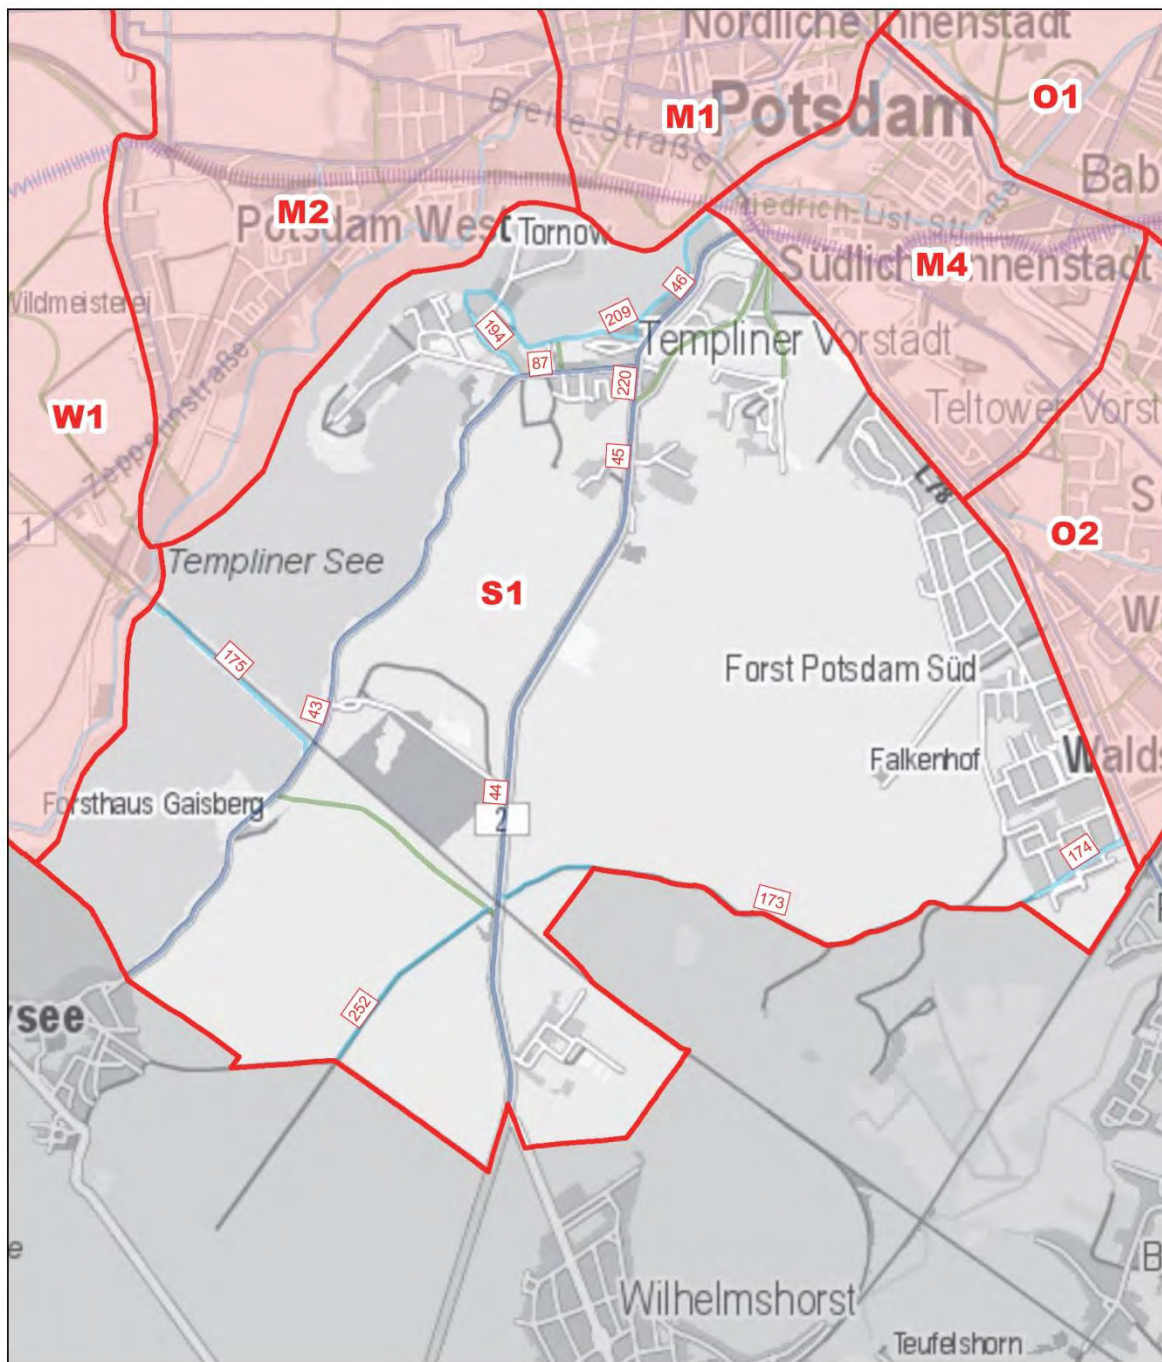 Nördliche Innenstadt
O1
M1
Potsdam
Breite Straße
Bab
M2
Potsdam West
Tornow
Friedrich-List-Straße
M4
Südliche Innenstadt
46
Wildmeisterei
209
194
Templiner Vorstadt
87
220
Zeppelinstraße
W1
Teltower Vorst
45
L78
S
1
O2
Templiner See
S1
W
175
Forst Potsdam Süd
43
Walds
Falkenhof
44
Forsthaus Gaisberg
2
174
173
252
ysee
e
B
Wilhelmshorst
Teufelshorn